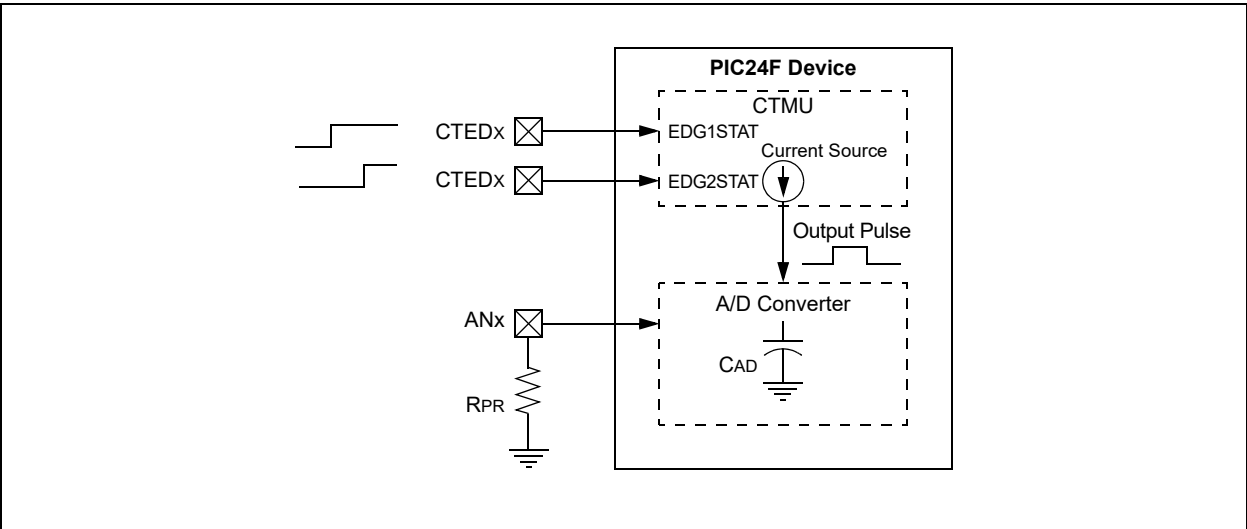 PIC24F Device
CTMU
CTEDX
EDG1STAT
Current Source
CTEDX
EDG2STAT
Output Pulse
A/D Converter
ANX
CAD
RPR